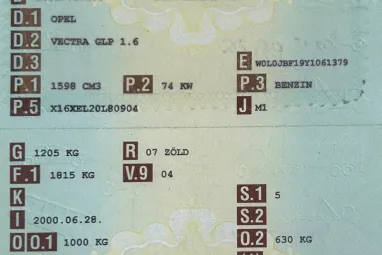 D.1 OPEL
D.2 VECTRA GLP 1.6
D.3 E W0L0JBF19Y1061379
P.1 1598 CM3 P.2 74 KW P.3 BENZIN
P.5 X16XEL20L80904 J M1
G 1205 KG R 07 ZÖLD
F.1 1815 KG V.9 04
K S.1 5
I 2000.06.28. S.2
O O.1 1000 KG O.2 630 KG